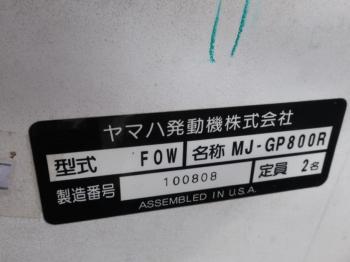 ヤマハ発動機株式会社
型式 FOW 名称 MJ-GP800R
製造番号 100808 定員 2名
ASSEMBLED IN U.S.A.